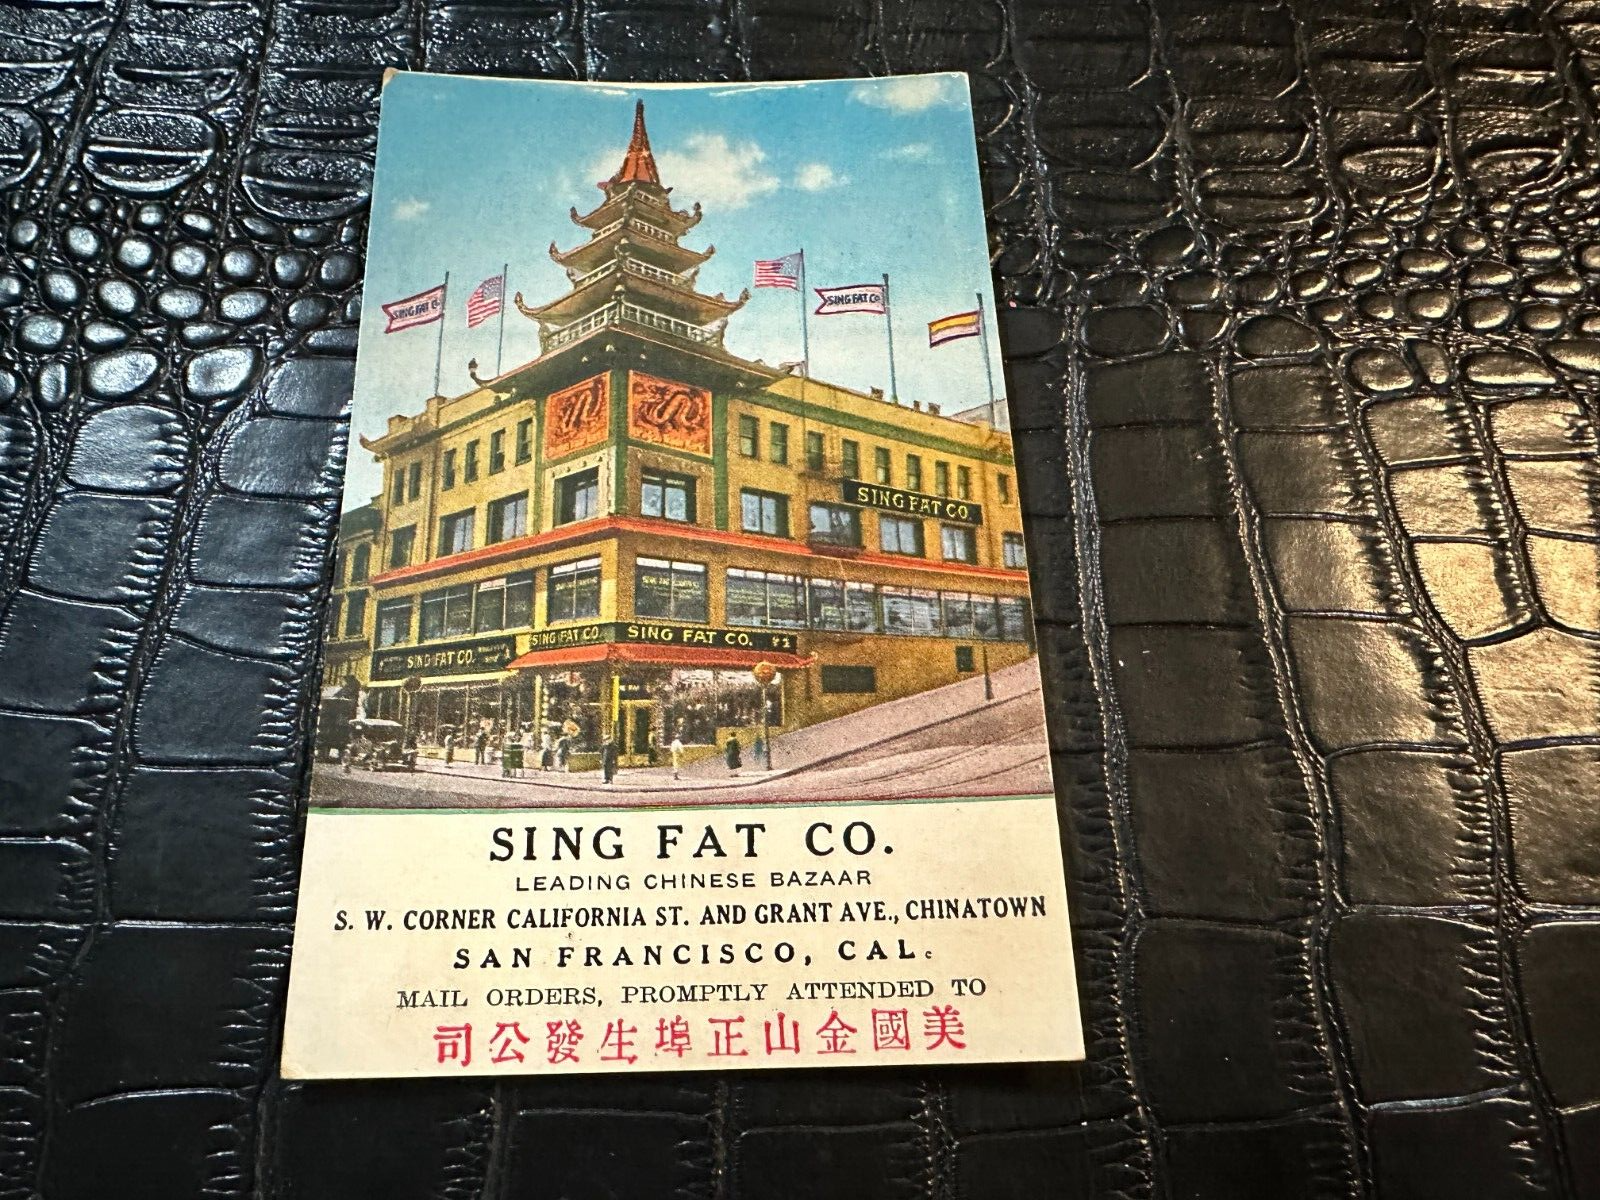 SING FAT Co
SING FAT Co
SING FAT CO.
SING FAT CO.
SING FAT CO.
SING FAT CO.
SING FAT CO.
LEADING CHINESE BAZAAR
S. W. CORNER CALIFORNIA ST. AND GRANT AVE., CHINATOWN
SAN FRANCISCO, CAL.
MAIL ORDERS, PROMPTLY ATTENDED TO
美國金山正埠生發公司